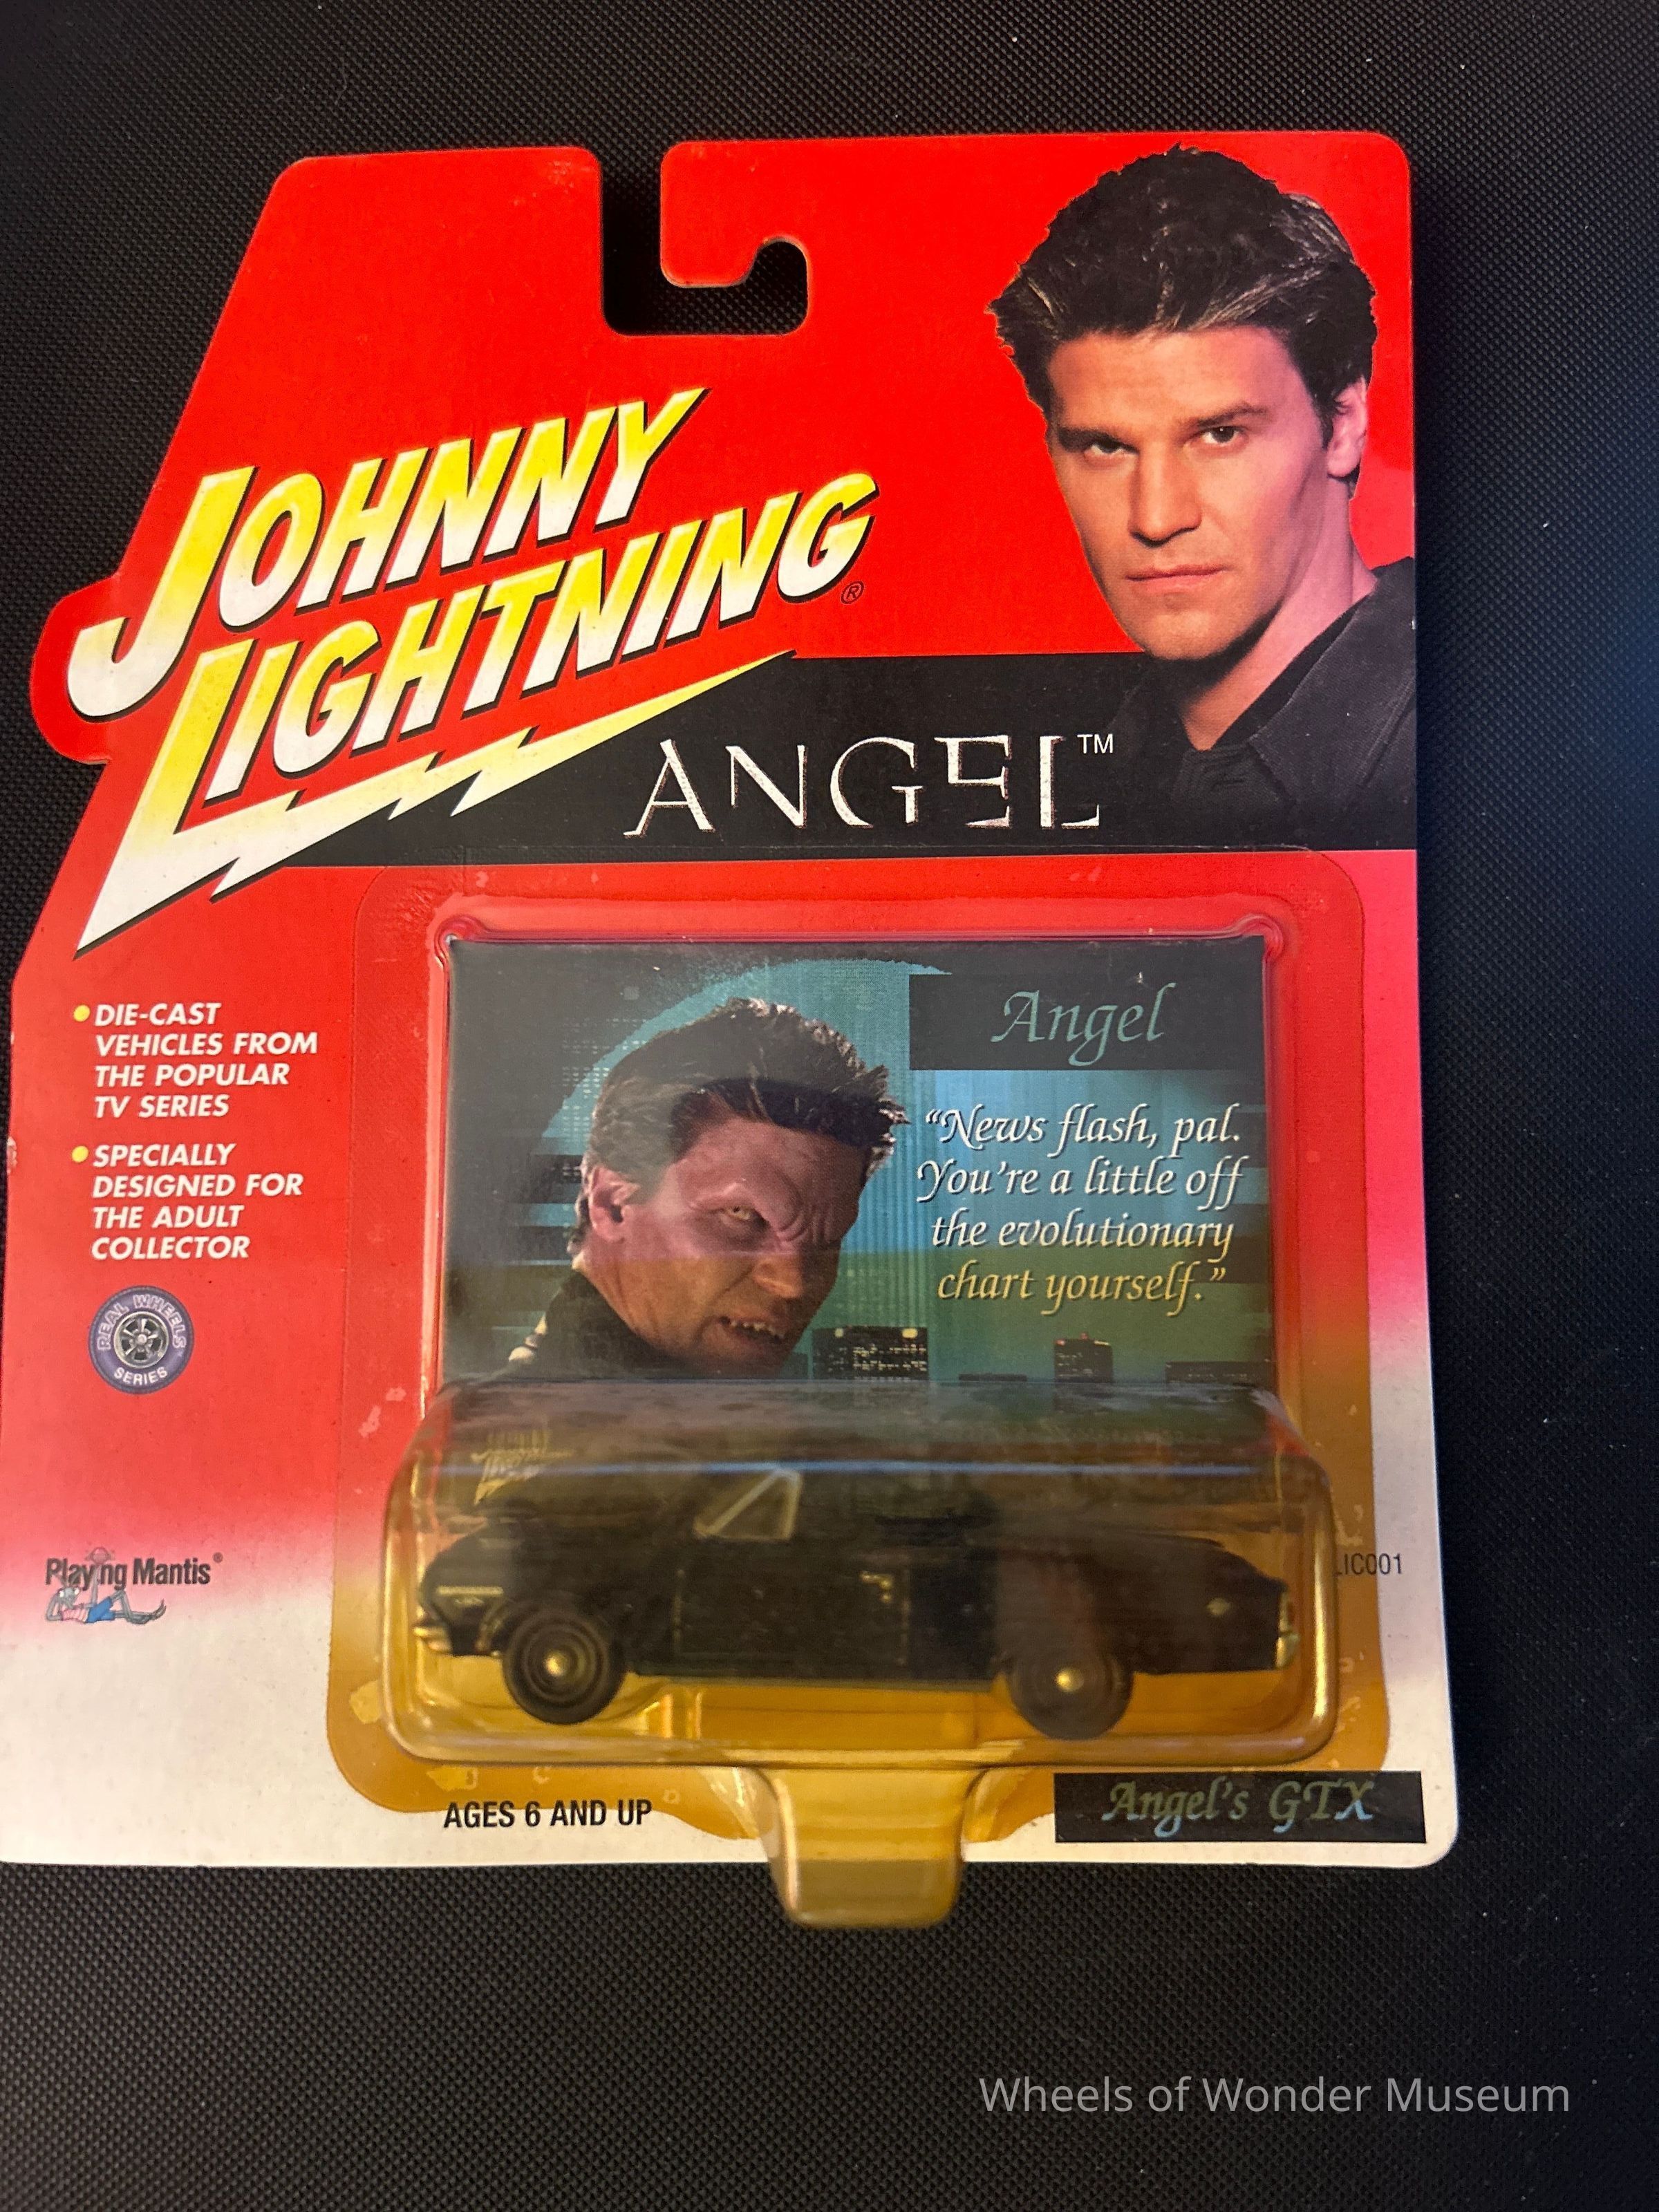 JOHNNY
LIGHTNING®
ANGEL™
• DIE-CAST
VEHICLES FROM
THE POPULAR
TV SERIES
• SPECIALLY
DESIGNED FOR
THE ADULT
COLLECTOR
REAL WHEELS
SERIES
Angel
“News flash, pal.
You’re a little off
the evolutionary
chart yourself.”
JOHNNY
LIGHTNING
Playing Mantis®
LIC001
AGES 6 AND UP
Angel's GTX
Wheels of Wonder Museum